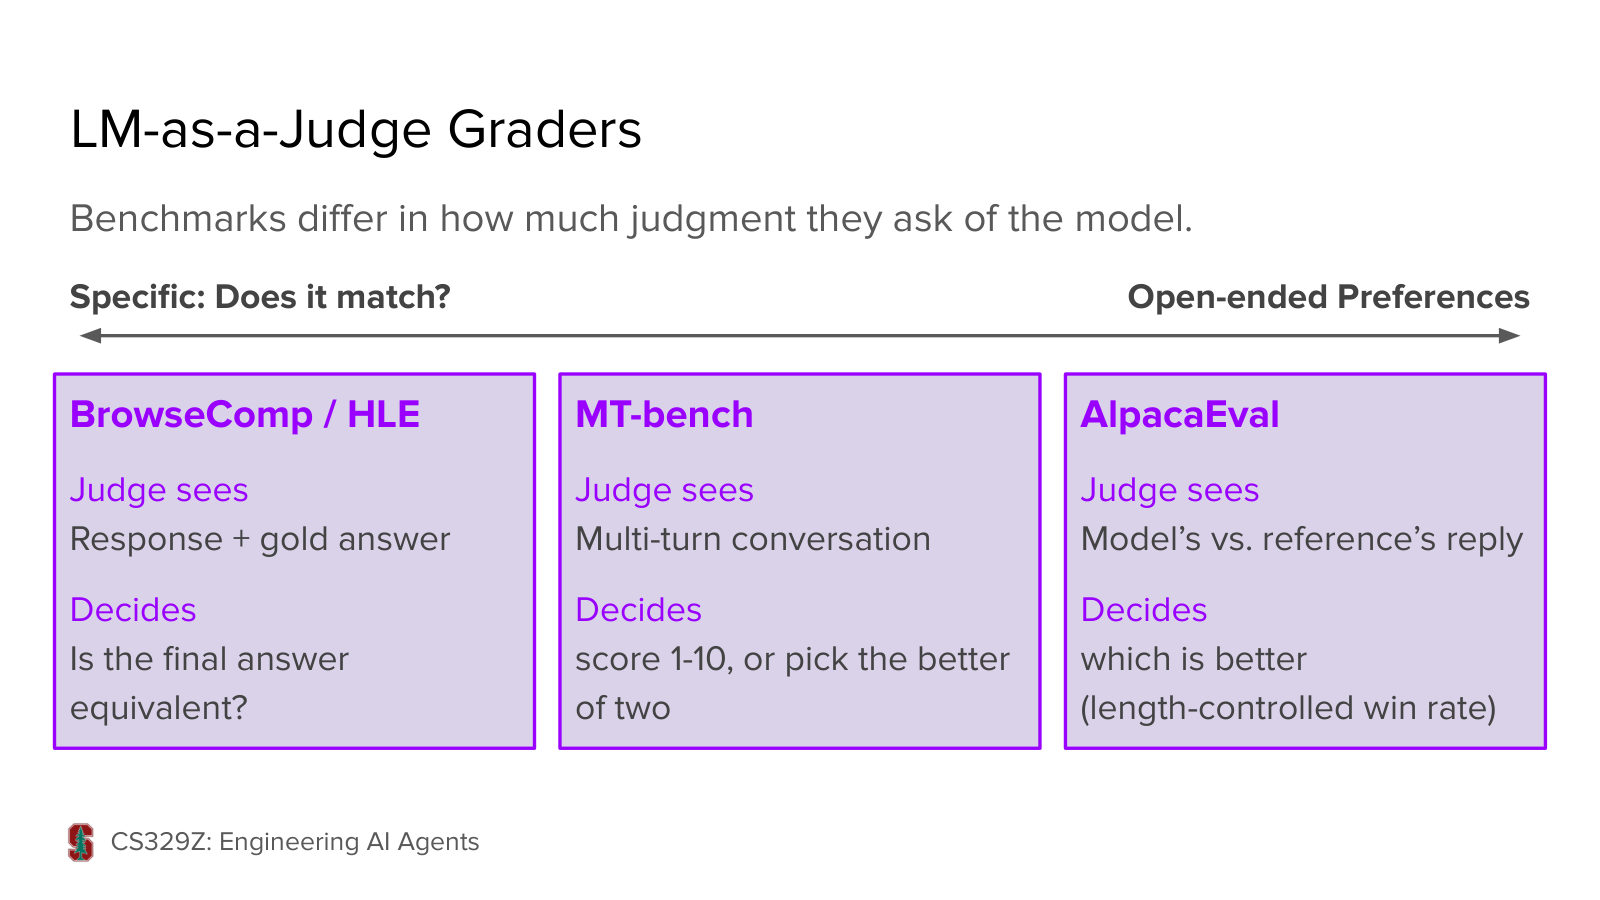 LM-as-a-Judge Graders
Benchmarks differ in how much judgment they ask of the model.
Specific: Does it match?
Open-ended Preferences
BrowseComp / HLE
Judge sees
Response + gold answer
Decides
Is the final answer
equivalent?
MT-bench
Judge sees
Multi-turn conversation
Decides
score 1-10, or pick the better
of two
AlpacaEval
Judge sees
Model’s vs. reference’s reply
Decides
which is better
(length-controlled win rate)
CS329Z: Engineering AI Agents